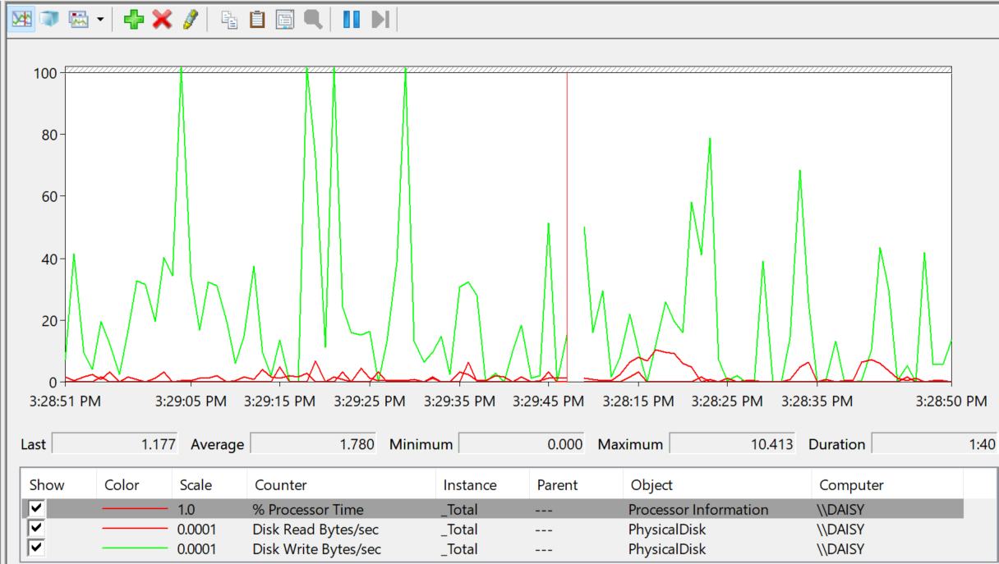 100
80
60
40
20
0
3:28:51 PM 3:29:05 PM 3:29:15 PM 3:29:25 PM 3:29:35 PM 3:29:45 PM 3:28:15 PM 3:28:25 PM 3:28:35 PM 3:28:50 PM
Last 1.177 Average 1.780 Minimum 0.000 Maximum 10.413 Duration 1:40
Show Color Scale Counter Instance Parent Object Computer
1.0 % Processor Time _Total --- Processor Information \\DAISY
0.0001 Disk Read Bytes/sec _Total --- PhysicalDisk \\DAISY
0.0001 Disk Write Bytes/sec _Total --- PhysicalDisk \\DAISY